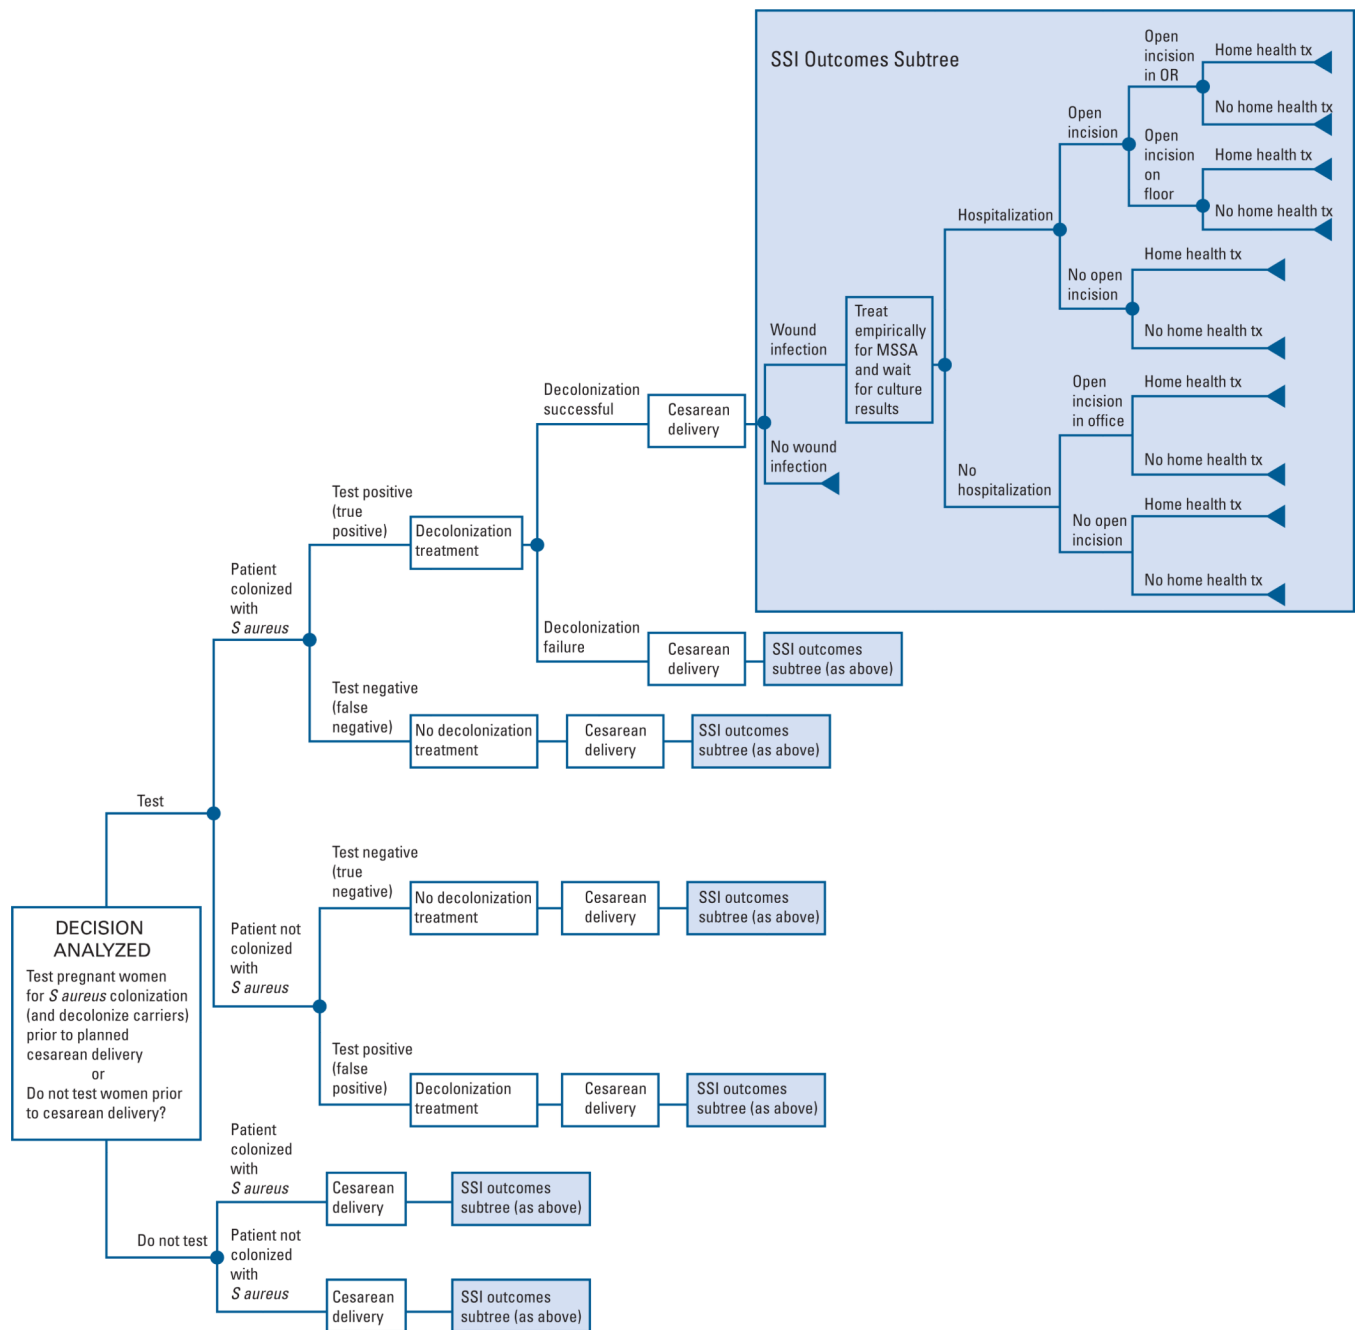 SSI Outcomes Subtree
Open
incision
in OR
Home health tx
No home health tx
Open
incision
Open
incision
on
floor
Home health tx
No home health tx
Hospitalization
No open
incision
Home health tx
No home health tx
Wound
infection
Treat
empirically
for MSSA
and wait
for culture
results
Open
incision
in office
Home health tx
No home health tx
No
hospitalization
No open
incision
Home health tx
No home health tx
No wound
infection
Decolonization
successful
Cesarean
delivery
Test positive
(true
positive)
Decolonization
treatment
Patient
colonized
with
S aureus
Decolonization
failure
Cesarean
delivery
SSI outcomes
subtree (as above)
Test negative
(false
negative)
No decolonization
treatment
Cesarean
delivery
SSI outcomes
subtree (as above)
Test
Test negative
(true
negative)
No decolonization
treatment
Cesarean
delivery
SSI outcomes
subtree (as above)
Patient not
colonized
with
S aureus
DECISION
ANALYZED
Test pregnant women
for S aureus colonization
(and decolonize carriers)
prior to planned
cesarean delivery
or
Do not test women prior
to cesarean delivery?
Test positive
(false
positive)
Decolonization
treatment
Cesarean
delivery
SSI outcomes
subtree (as above)
Patient
colonized
with
S aureus
Cesarean
delivery
SSI outcomes
subtree (as above)
Do not test
Patient not
colonized
with
S aureus
Cesarean
delivery
SSI outcomes
subtree (as above)